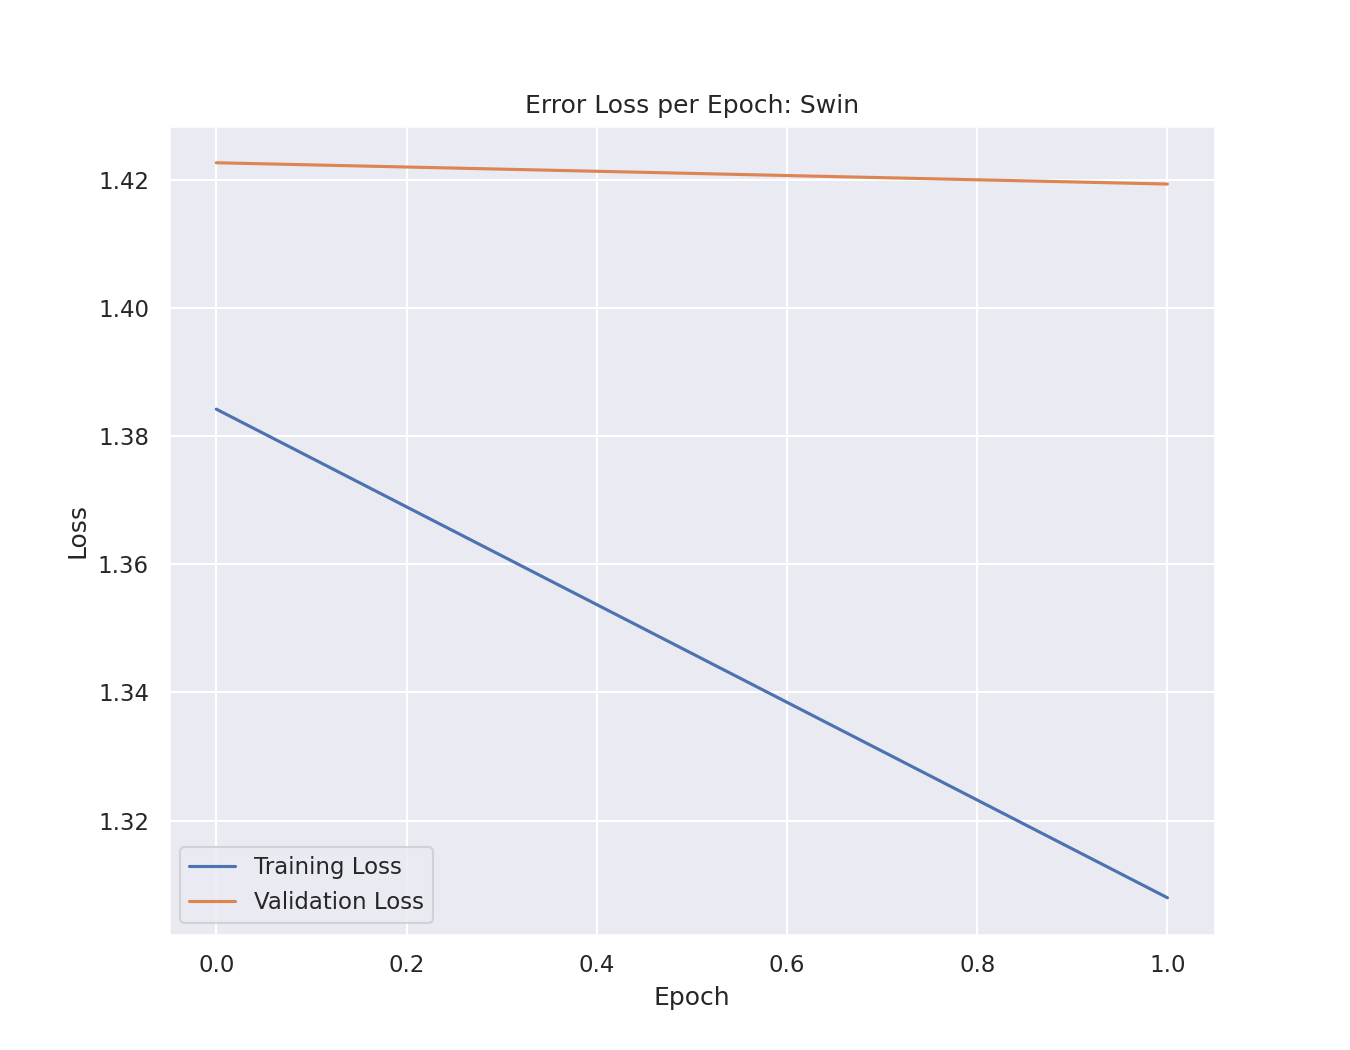 Error Loss per Epoch: Swin
1.42
1.40
1.38
1.36
1.34
1.32
Loss
Training Loss
Validation Loss
0.0 0.2 0.4 0.6 0.8 1.0
Epoch